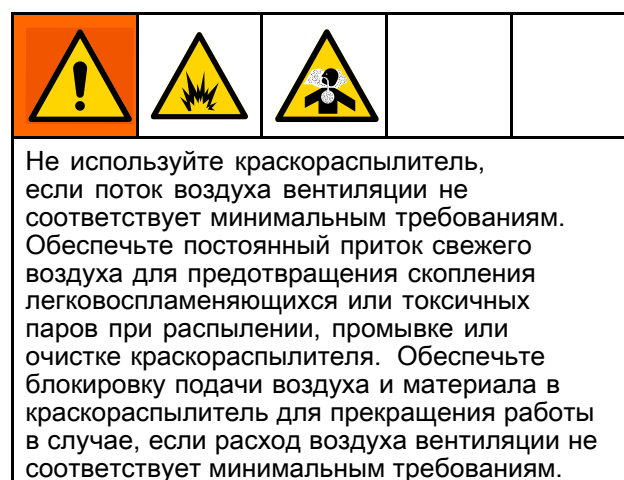 Не используйте краскораспылитель,
если поток воздуха вентиляции не
соответствует минимальным требованиям.
Обеспечьте постоянный приток свежего
воздуха для предотвращения скопления
легковоспламеняющихся или токсичных
паров при распылении, промывке или
очистке краскораспылителя. Обеспечьте
блокировку подачи воздуха и материала в
краскораспылитель для прекращения работы
в случае, если расход воздуха вентиляции не
соответствует минимальным требованиям.